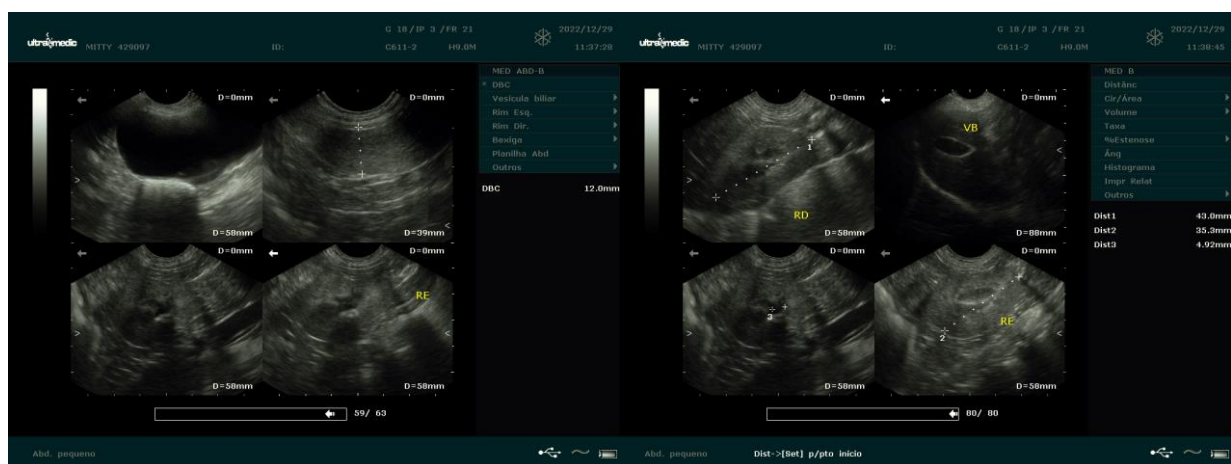 ultramedic MITTY 429097 ID: G 18/IP 3 /FR 21 2022/12/29
C611-2 H9.0M 11:37:28
MED ABD-B
DBC
Vesícula biliar
Rim Esq.
Rim Dir.
Bexiga
Planilha Abd
Outros
DBC 12.0mm
D=0mm D=0mm
D=58mm D=39mm
D=0mm D=0mm
RE
D=58mm D=58mm
59/ 63
Abd. pequeno
ultramedic MITTY 429097 ID: G 18/IP 3 /FR 21 2022/12/29
C611-2 H9.0M 11:38:45
MED B
Distânc
Cir/Área
Volume
Taxa
%Estenose
Âng
Histograma
Impr Relat
Outros
Dist1 43.0mm
Dist2 35.3mm
Dist3 4.92mm
D=0mm D=0mm
VB
1
RD
D=58mm D=88mm
D=0mm D=0mm
3
RE
2
D=58mm D=58mm
80/ 80
Abd. pequeno Dist->[Set] p/pto início